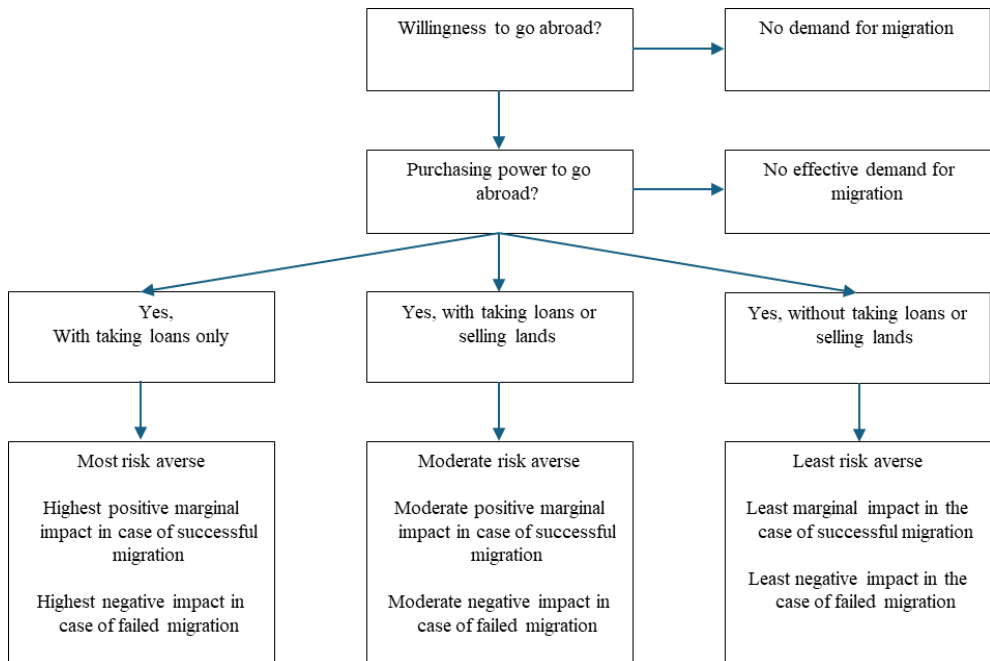 Willingness to go abroad?
No demand for migration
Purchasing power to go
abroad?
No effective demand for
migration
Yes,
With taking loans only
Yes, with taking loans or
selling lands
Yes, without taking loans or
selling lands
Most risk averse
Highest positive marginal
impact in case of successful
migration
Highest negative impact in
case of failed migration
Moderate risk averse
Moderate positive marginal
impact in case of successful
migration
Moderate negative impact in
case of failed migration
Least risk averse
Least marginal impact in the
case of successful migration
Least negative impact in the
case of failed migration